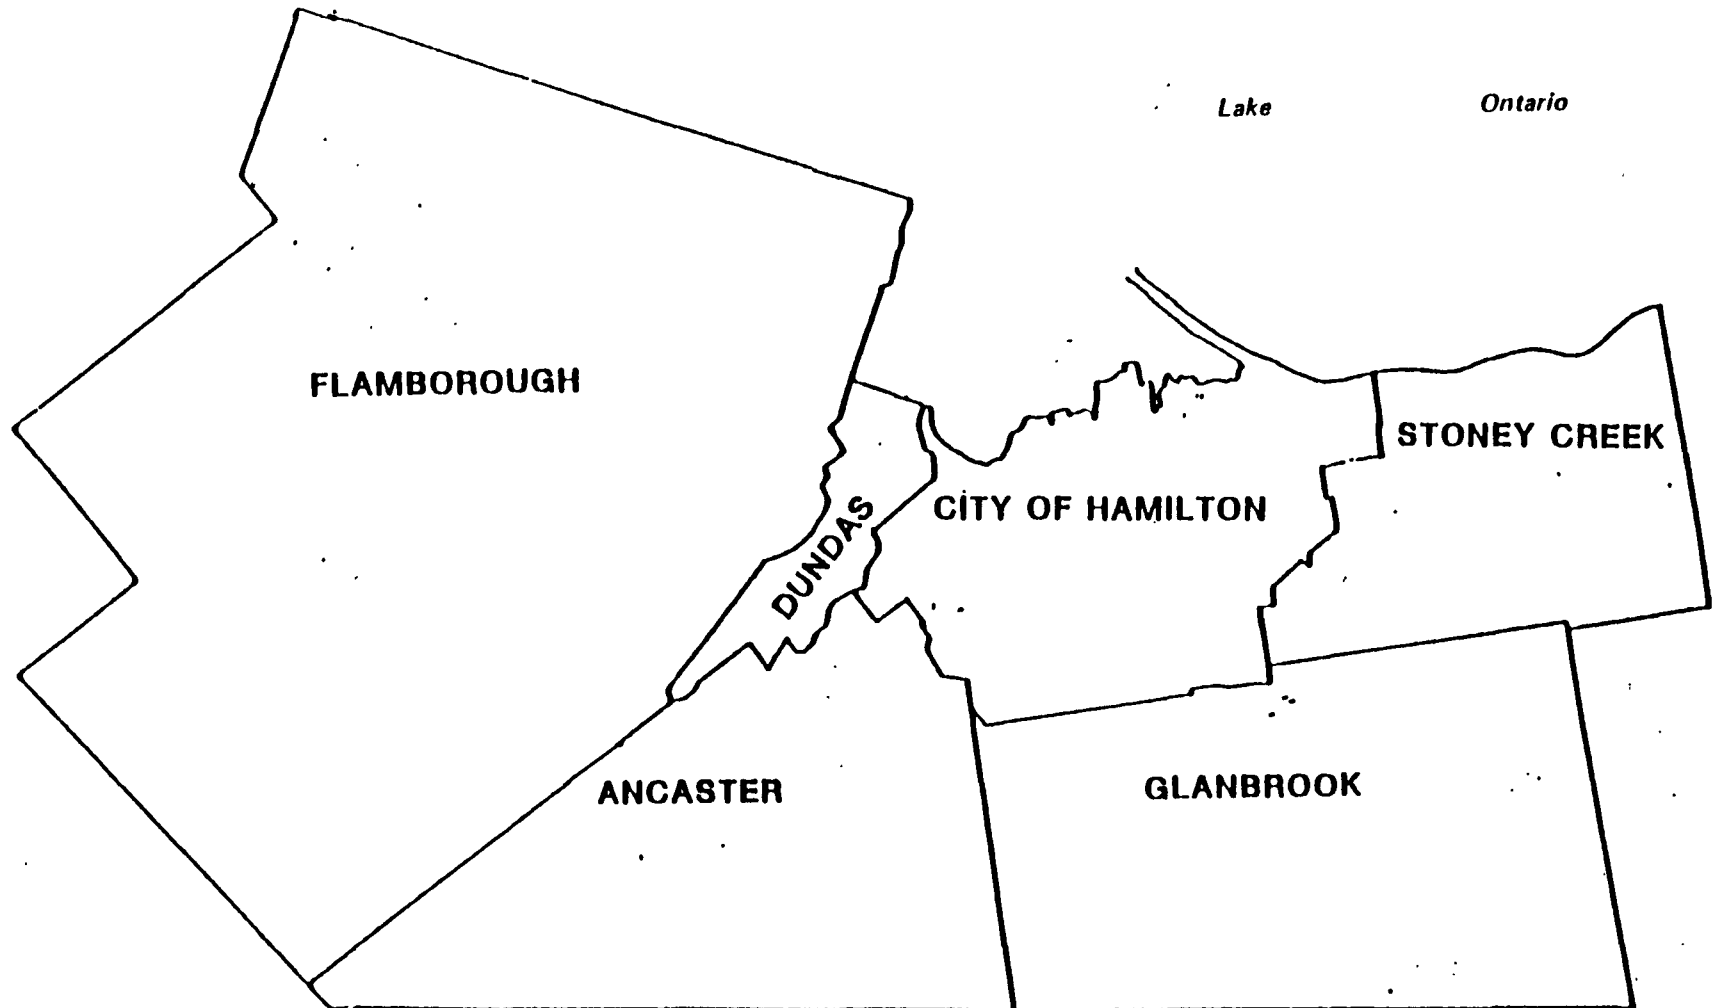 Lake Ontario
FLAMBOROUGH
STONEY CREEK
CITY OF HAMILTON
DUNDAS
ANCASTER
GLANBROOK